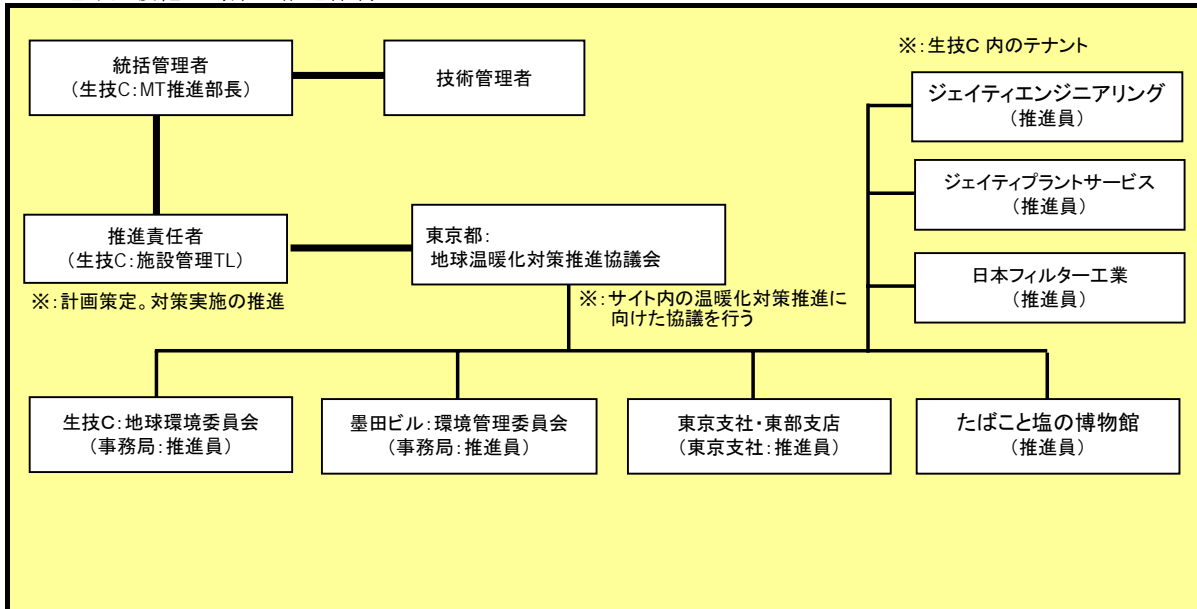 統括管理者
(生技C:MT推進部長)
技術管理者
※:生技C 内のテナント
ジェイティエンジニアリング
(推進員)
ジェイティプラントサービス
(推進員)
日本フィルター工業
(推進員)
推進責任者
(生技C:施設管理TL)
※:計画策定。対策実施の推進
東京都:
地球温暖化対策推進協議会
※:サイト内の温暖化対策推進に
向けた協議を行う
生技C:地球環境委員会
(事務局:推進員)
墨田ビル:環境管理委員会
(事務局:推進員)
東京支社・東部支店
(東京支社:推進員)
たばこと塩の博物館
(推進員)